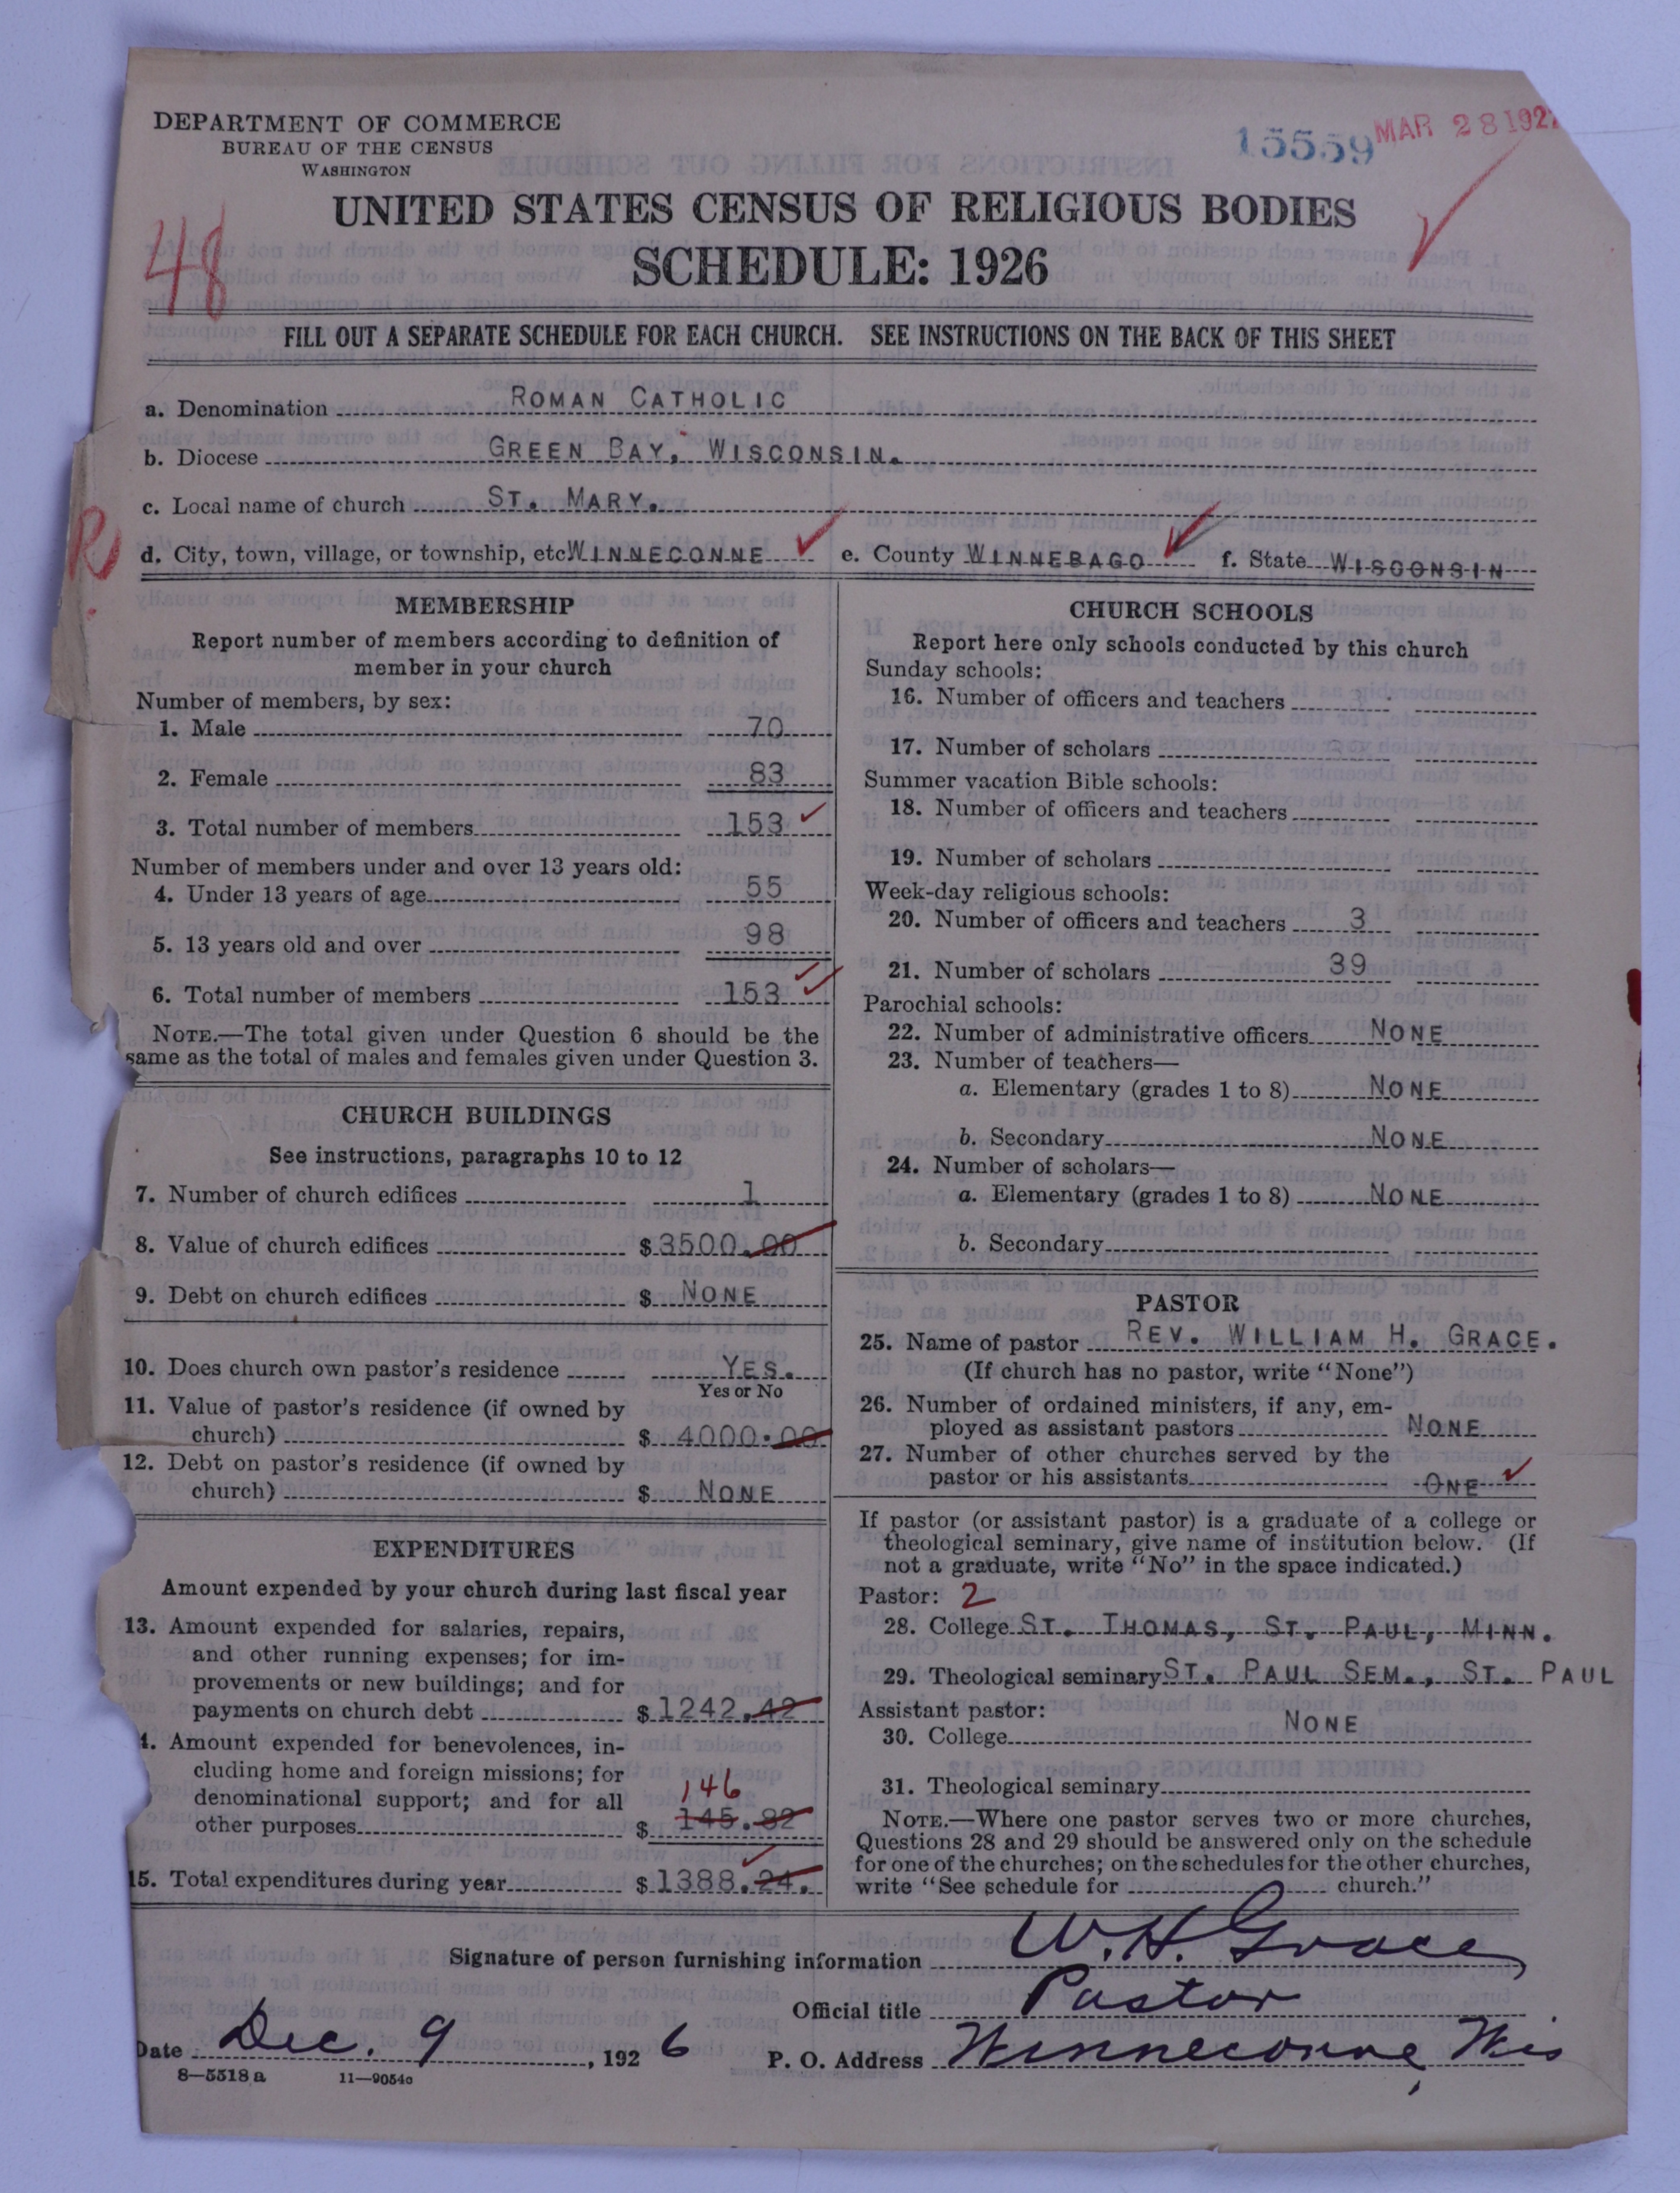 DEPARTMENT OF COMMERCE
BUREAU OF THE CENSUS
WASHINGTON
15559
MAR 28 192
UNITED STATES CENSUS OF RELIGIOUS BODIES
48
SCHEDULE: 1926
FILL OUT A SEPARATE SCHEDULE FOR EACH CHURCH. SEE INSTRUCTIONS ON THE BACK OF THIS SHEET
a. Denomination ROMAN CATHOLIC
b. Diocese GREEN BAY, WISCONSIN.
c. Local name of church ST. MARY.
R
d. City, town, village, or township, etc. WINNECONNE e. County WINNEBAGO f. State WISCONSIN
MEMBERSHIP
Report number of members according to definition of
member in your church
Number of members, by sex:
1. Male 70
2. Female 83
3. Total number of members 153
Number of members under and over 13 years old:
4. Under 13 years of age 55
5. 13 years old and over 98
6. Total number of members 153
NOTE.—The total given under Question 6 should be the
same as the total of males and females given under Question 3.
CHURCH BUILDINGS
See instructions, paragraphs 10 to 12
7. Number of church edifices 1
8. Value of church edifices $3500.00
9. Debt on church edifices $ NONE
10. Does church own pastor's residence YES.
Yes or No
11. Value of pastor's residence (if owned by
church) $ 4000.00
12. Debt on pastor's residence (if owned by
church) $ NONE
EXPENDITURES
Amount expended by your church during last fiscal year
13. Amount expended for salaries, repairs,
and other running expenses; for im-
provements or new buildings; and for
payments on church debt $1242.42
4. Amount expended for benevolences, in-
cluding home and foreign missions; for
denominational support; and for all 146
other purposes $ 145.82
15. Total expenditures during year $1388.24.
CHURCH SCHOOLS
Report here only schools conducted by this church
Sunday schools:
16. Number of officers and teachers
17. Number of scholars
Summer vacation Bible schools:
18. Number of officers and teachers
19. Number of scholars
Week-day religious schools:
20. Number of officers and teachers 3
21. Number of scholars 39
Parochial schools:
22. Number of administrative officers NONE
23. Number of teachers—
a. Elementary (grades 1 to 8) NONE
b. Secondary NONE
24. Number of scholars—
a. Elementary (grades 1 to 8) NONE
b. Secondary
PASTOR
25. Name of pastor REV. WILLIAM H. GRACE.
(If church has no pastor, write "None")
26. Number of ordained ministers, if any, em-
ployed as assistant pastors NONE
27. Number of other churches served by the
pastor or his assistants ONE
If pastor (or assistant pastor) is a graduate of a college or
theological seminary, give name of institution below. (If
not a graduate, write "No" in the space indicated.)
Pastor: 2
28. College ST. THOMAS, ST. PAUL, MINN.
29. Theological seminary ST. PAUL SEM., ST. PAUL
Assistant pastor:
30. College NONE
31. Theological seminary
NOTE.—Where one pastor serves two or more churches,
Questions 28 and 29 should be answered only on the schedule
for one of the churches; on the schedules for the other churches,
write "See schedule for church."
Signature of person furnishing information W. H. Grace
Official title Pastor
Date Dec. 9, 1926 P. O. Address Winneconne, Wis
8—5518 a 11—9054c